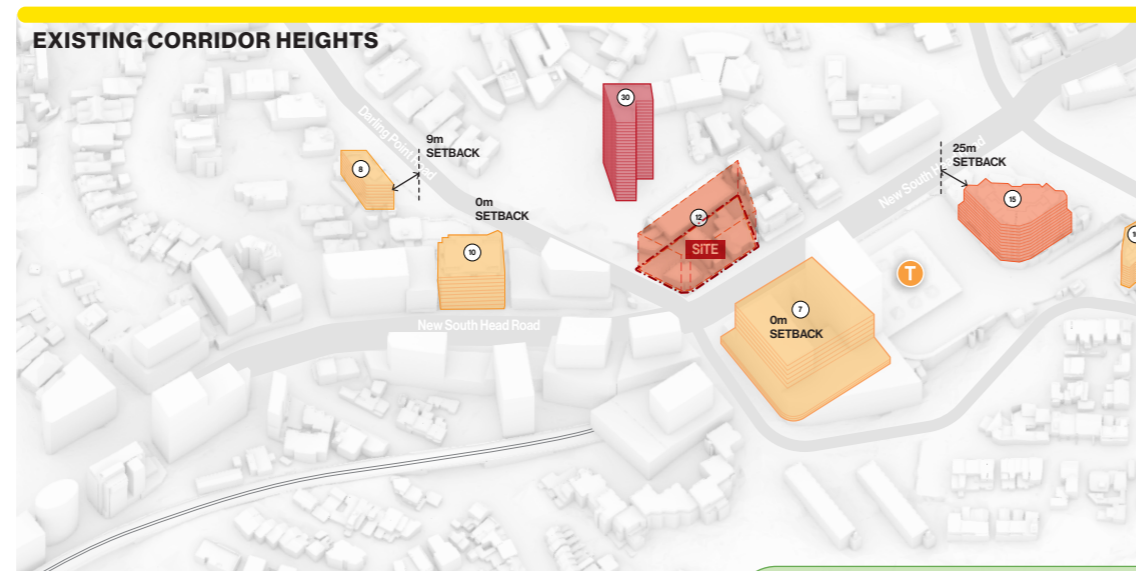 EXISTING CORRIDOR HEIGHTS
30
Darling Point Road
9m
SETBACK
25m
SETBACK
8
New South Head Road
15
0m
SETBACK
12
SITE
10
T
7
0m
SETBACK
New South Head Road